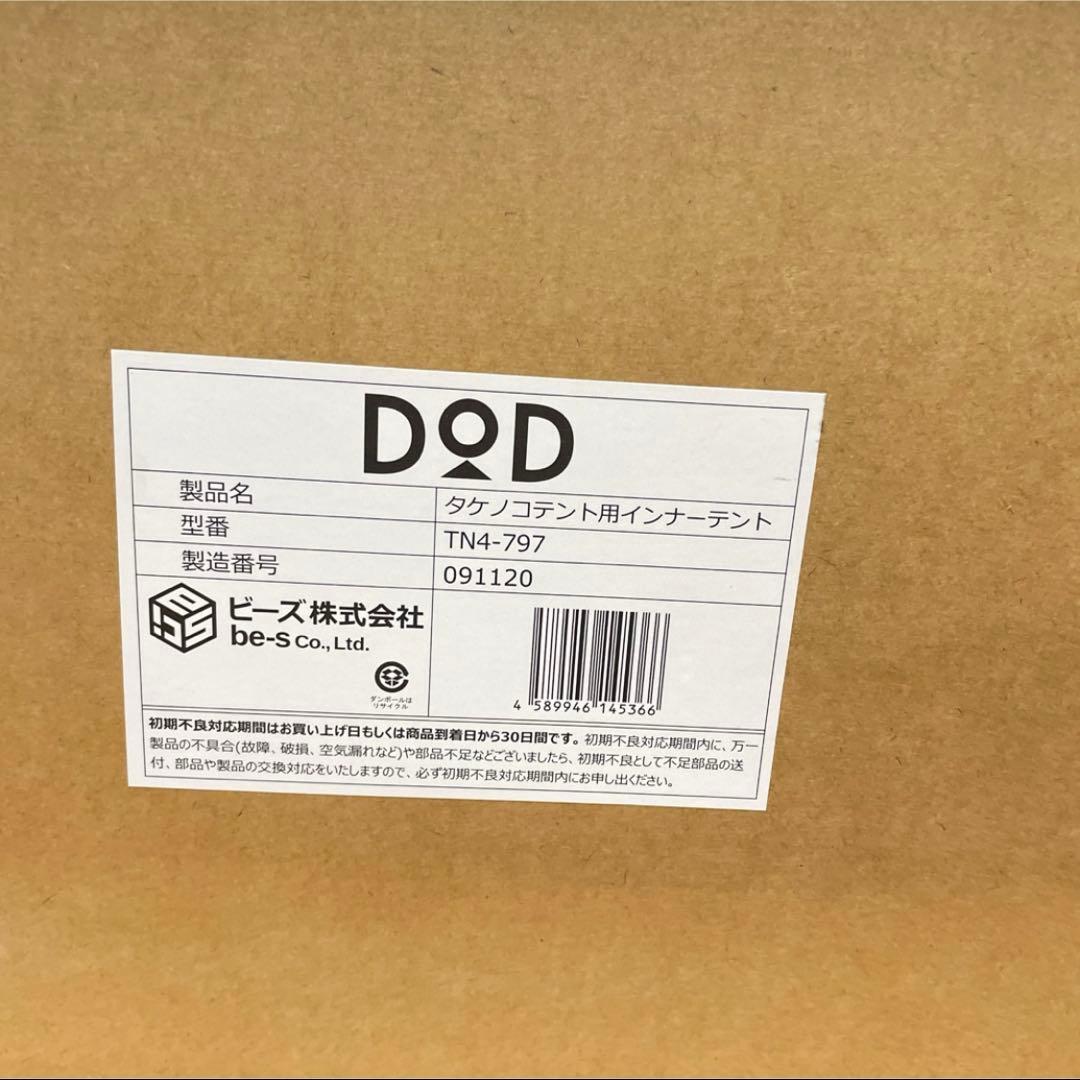 DOD
製品名
タケノコテント用インナーテント
型番
TN4-797
製造番号
091120
ビーズ株式会社
be-s Co., Ltd.
ダンボールは
リサイクル
4 589946 145366
初期不良対応期間はお買い上げ日もしくは商品到着日から30日間です。初期不良対応期間内に、万一
製品の不具合(故障、破損、空気漏れなど)や部品不足などございましたら、初期不良として不足部品の送
付、部品や製品の交換対応をいたしますので、必ず初期不良対応期間内にお申し出ください。